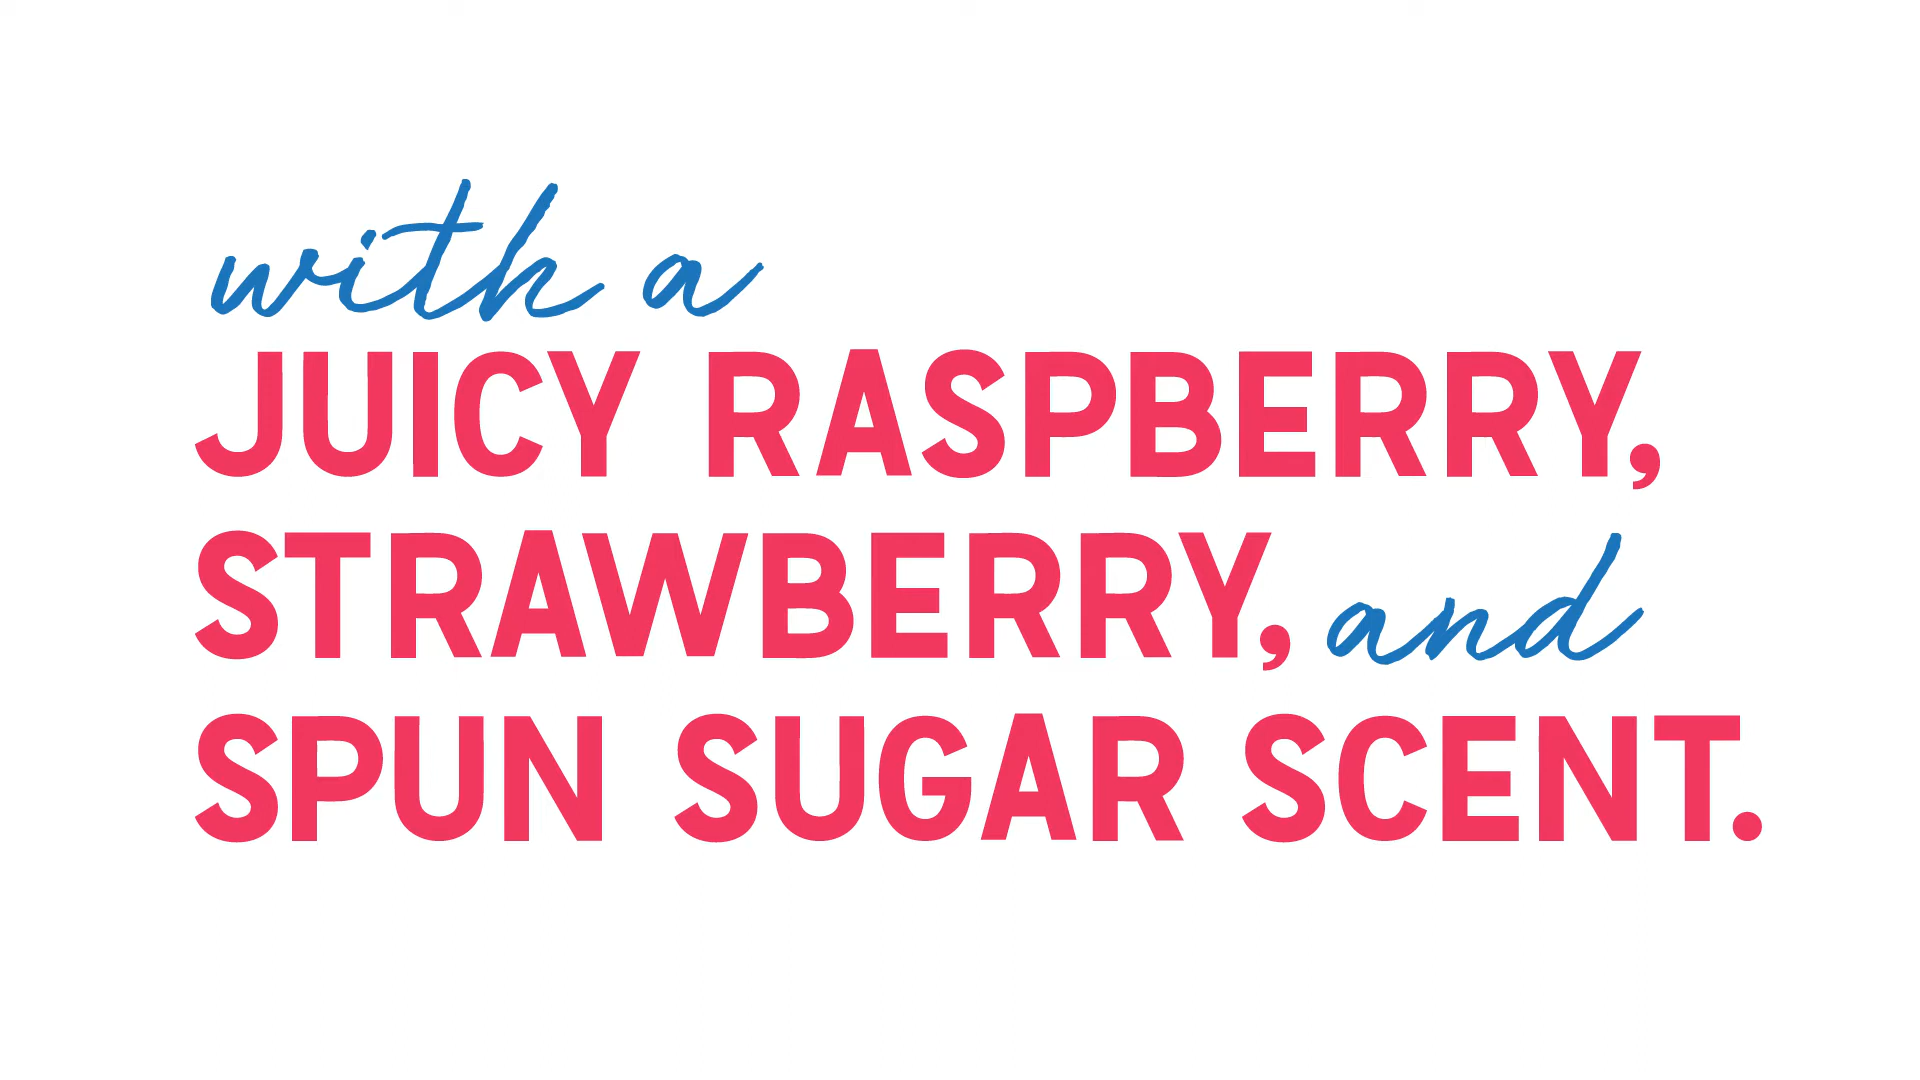 with a
JUICY RASPBERRY,
STRAWBERRY, and
SPUN SUGAR SCENT.